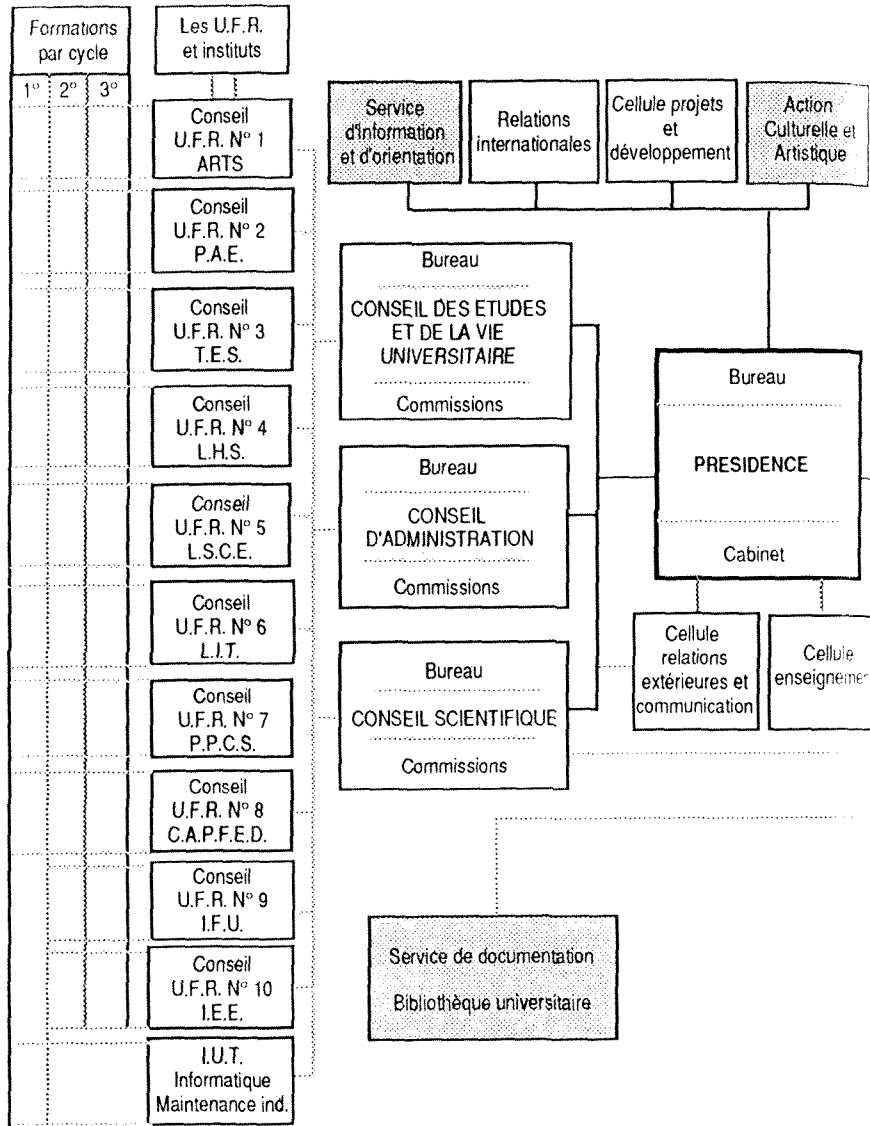 Formations
par cycle
1° 2° 3°
Les U.F.R.
et instituts
Conseil
U.F.R. N° 1
ARTS
Conseil
U.F.R. N° 2
P.A.E.
Conseil
U.F.R. N° 3
T.E.S.
Conseil
U.F.R. N° 4
L.H.S.
Conseil
U.F.R. N° 5
L.S.C.E.
Conseil
U.F.R. N° 6
L.I.T.
Conseil
U.F.R. N° 7
P.P.C.S.
Conseil
U.F.R. N° 8
C.A.P.F.E.D.
Conseil
U.F.R. N° 9
I.F.U.
Conseil
U.F.R. N° 10
I.E.E.
I.U.T.
Informatique
Maintenance ind.
Service
d'Information
et d'orientation
Relations
internationales
Cellule projets
et
développement
Action
Culturelle et
Artistique
Bureau
CONSEIL DES ETUDES
ET DE LA VIE
UNIVERSITAIRE
Commissions
Bureau
CONSEIL
D'ADMINISTRATION
Commissions
Bureau
CONSEIL SCIENTIFIQUE
Commissions
Bureau
PRESIDENCE
Cabinet
Cellule
relations
extérieures et
communication
Cellule
enseignemen
Service de documentation
Bibliothèque universitaire